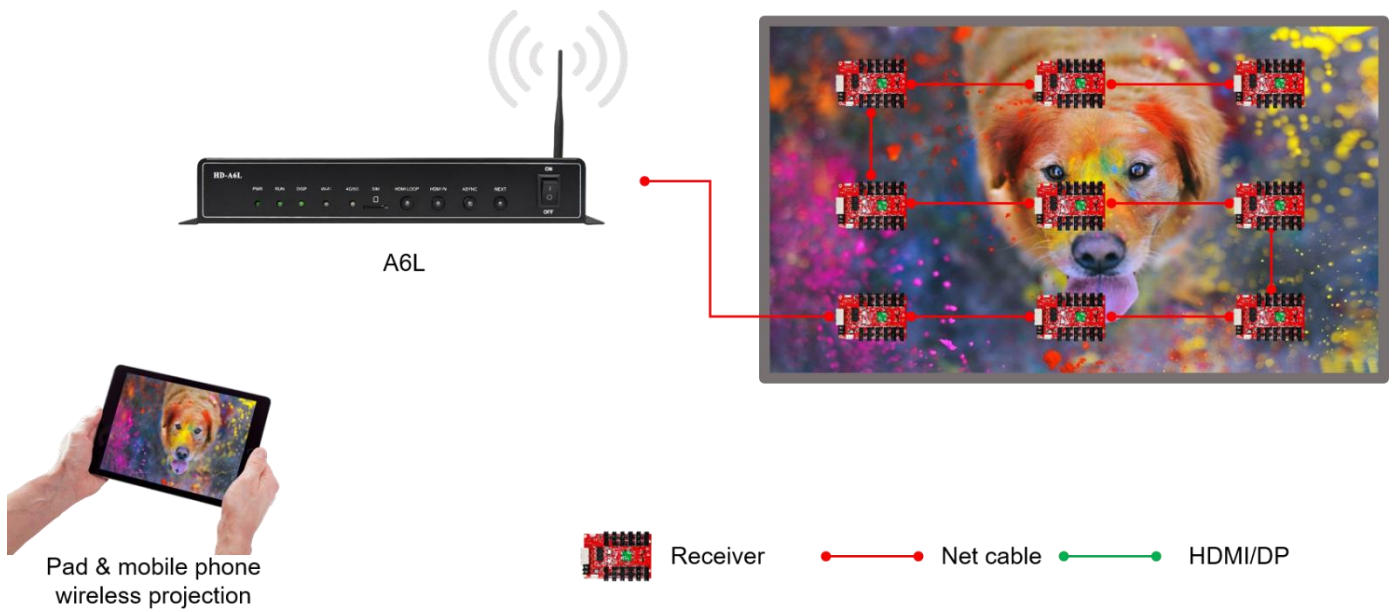 HD-A6L
PWR RUN DISP WI-FI 4G/5G SIM HDMI LOOP HDMI IN ASYNC NEXT
ON
OFF
A6L
Pad & mobile phone
wireless projection
Receiver
Net cable
HDMI/DP